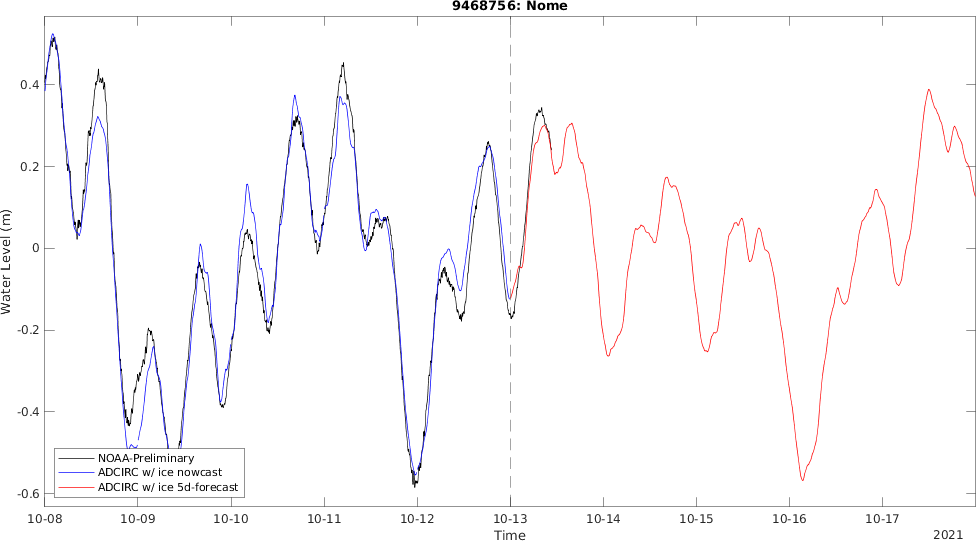 9468756: Nome
Water Level (m)
0.4
0.2
0
-0.2
-0.4
-0.6
NOAA-Preliminary
ADCIRC w/ ice nowcast
ADCIRC w/ ice 5d-forecast
10-08 10-09 10-10 10-11 10-12 10-13 10-14 10-15 10-16 10-17
Time
2021